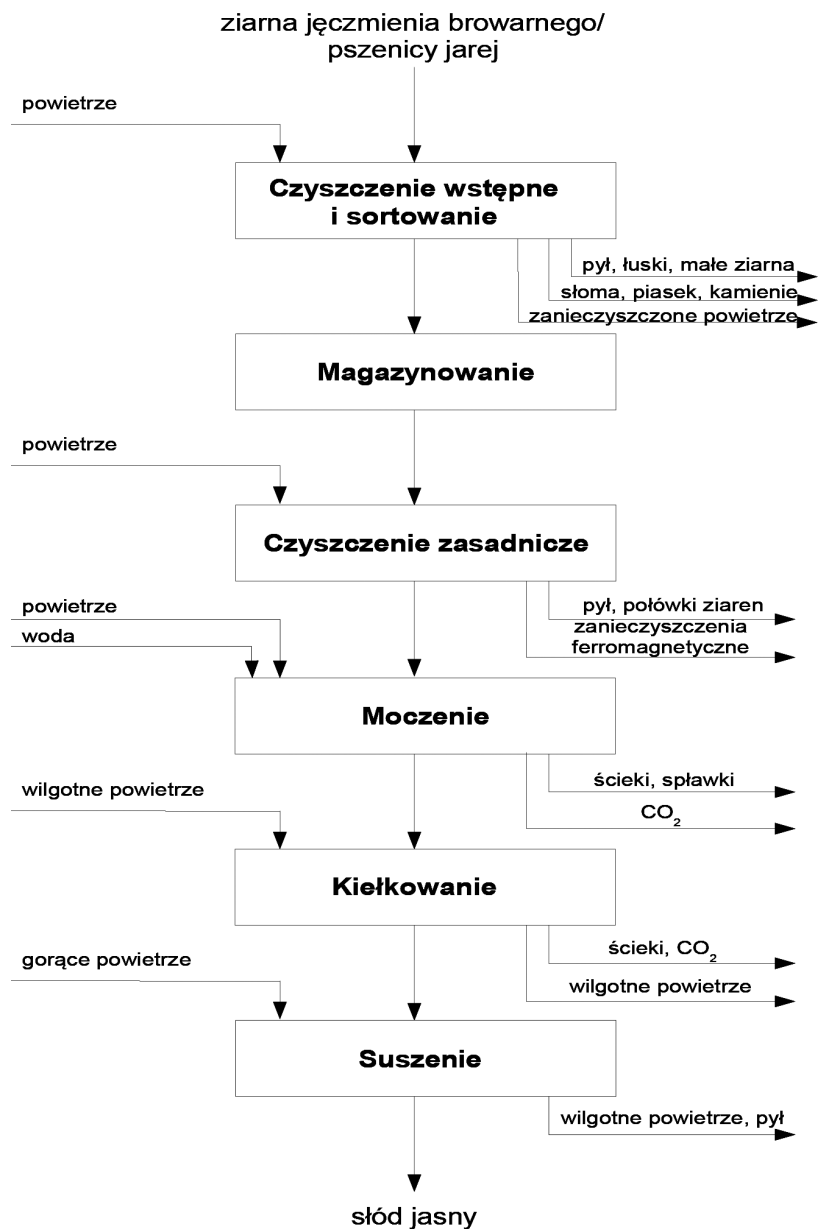 ziarna jęczmienia browarnego/
pszenicy jarej
powietrze
Czyszczenie wstępne
i sortowanie
pył, łuski, małe ziarna
słoma, piasek, kamienie
zanieczyszczone powietrze
Magazynowanie
powietrze
Czyszczenie zasadnicze
powietrze
woda
pył, połówki ziaren
zanieczyszczenia
ferromagnetyczne
Moczenie
ścieki, spławki
CO₂
wilgotne powietrze
Kiełkowanie
ścieki, CO₂
wilgotne powietrze
gorące powietrze
Suszenie
wilgotne powietrze, pył
słód jasny